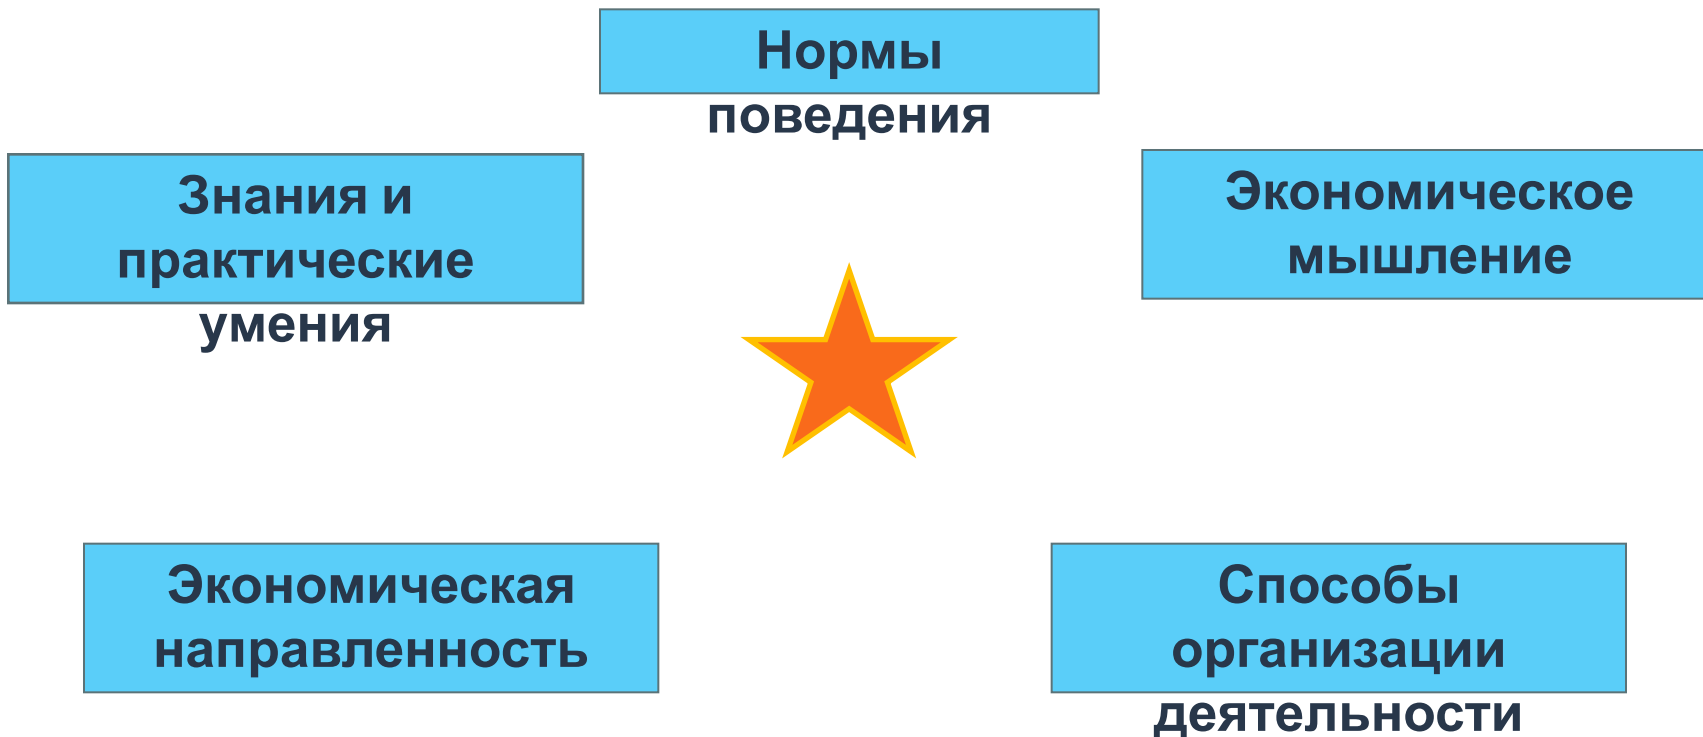 Нормы
поведения
Знания и
практические
умения
Экономическое
мышление
Экономическая
направленность
Способы
организации
деятельности